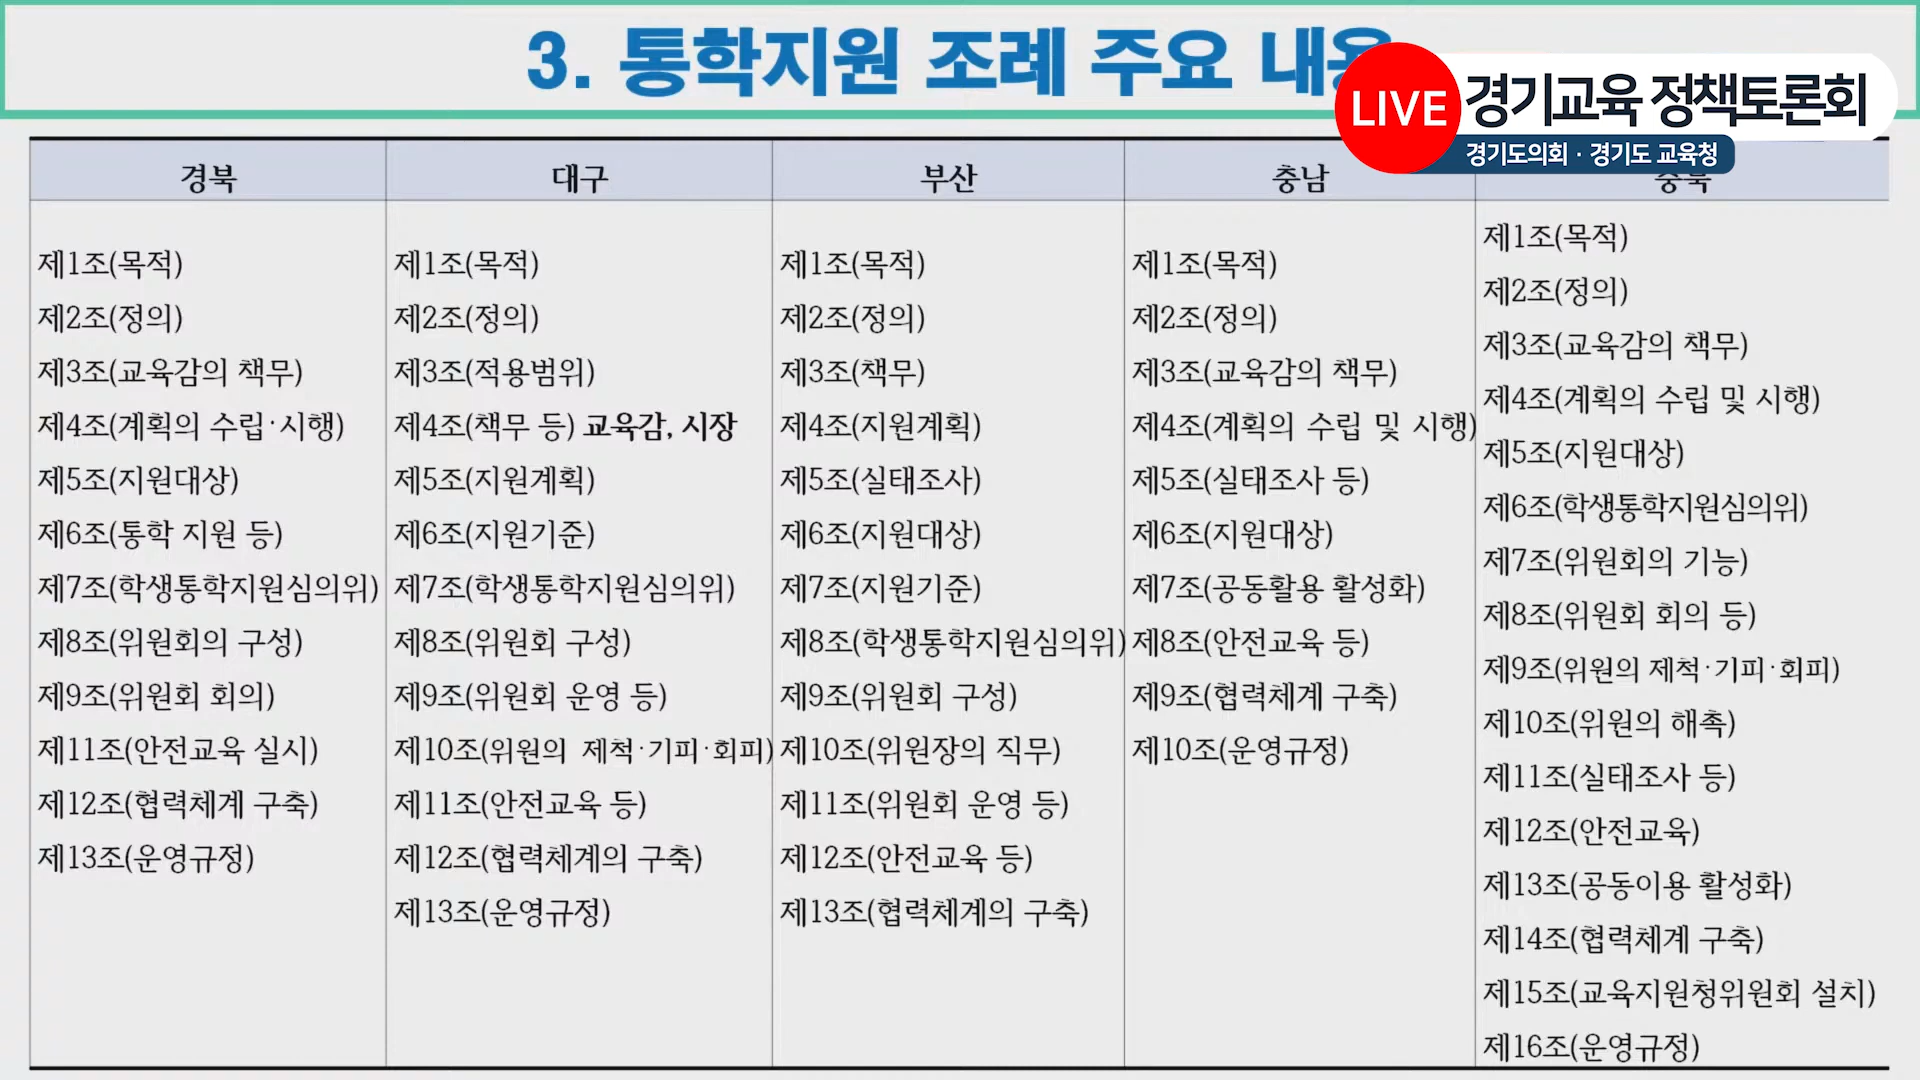 3. 통학지원 조례 주요 내용
LIVE 경기교육 정책토론회
경기도의회 · 경기도 교육청
경북
제1조(목적)
제2조(정의)
제3조(교육감의 책무)
제4조(계획의 수립·시행)
제5조(지원대상)
제6조(통학 지원 등)
제7조(학생통학지원심의위)
제8조(위원회의 구성)
제9조(위원회 회의)
제11조(안전교육 실시)
제12조(협력체계 구축)
제13조(운영규정)
대구
제1조(목적)
제2조(정의)
제3조(적용범위)
제4조(책무 등) 교육감, 시장
제5조(지원계획)
제6조(지원기준)
제7조(학생통학지원심의위)
제8조(위원회 구성)
제9조(위원회 운영 등)
제10조(위원의 제척·기피·회피)
제11조(안전교육 등)
제12조(협력체계의 구축)
제13조(운영규정)
부산
제1조(목적)
제2조(정의)
제3조(책무)
제4조(지원계획)
제5조(실태조사)
제6조(지원대상)
제7조(지원기준)
제8조(학생통학지원심의위)
제9조(위원회 구성)
제10조(위원장의 직무)
제11조(위원회 운영 등)
제12조(안전교육 등)
제13조(협력체계의 구축)
충남
제1조(목적)
제2조(정의)
제3조(교육감의 책무)
제4조(계획의 수립 및 시행)
제5조(실태조사 등)
제6조(지원대상)
제7조(공동활용 활성화)
제8조(안전교육 등)
제9조(협력체계 구축)
제10조(운영규정)
충북
제1조(목적)
제2조(정의)
제3조(교육감의 책무)
제4조(계획의 수립 및 시행)
제5조(지원대상)
제6조(학생통학지원심의위)
제7조(위원회의 기능)
제8조(위원회 회의 등)
제9조(위원의 제척·기피·회피)
제10조(위원의 해촉)
제11조(실태조사 등)
제12조(안전교육)
제13조(공동이용 활성화)
제14조(협력체계 구축)
제15조(교육지원청위원회 설치)
제16조(운영규정)